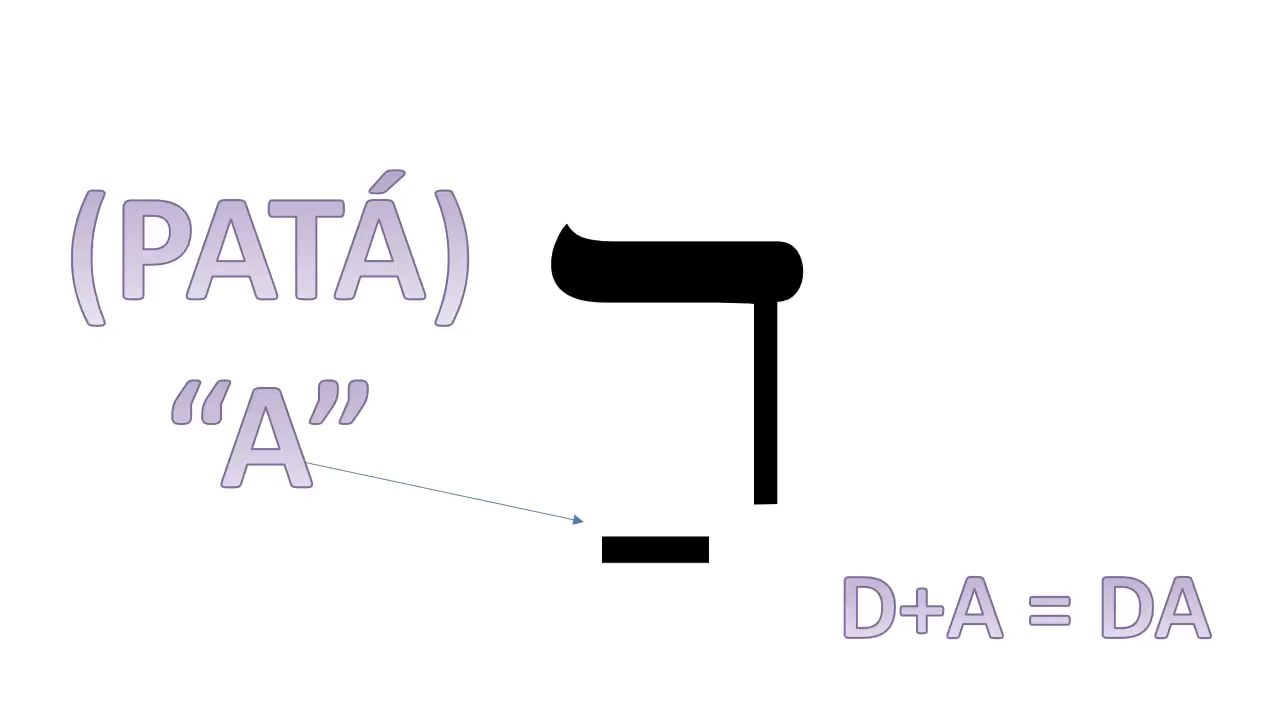 (PATÁ)
דַ
“A”
D+A = DA